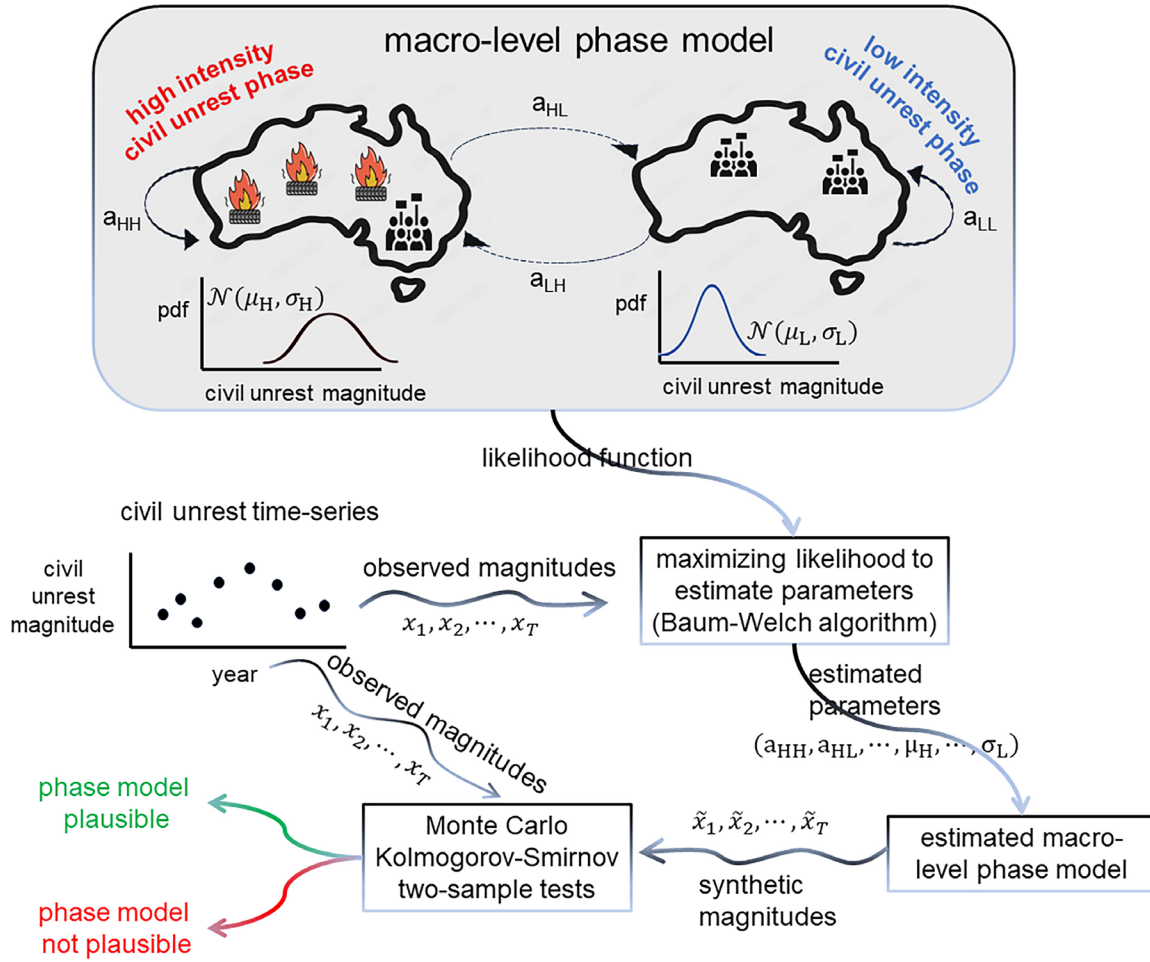 macro-level phase model
high intensity
civil unrest phase
low intensity
civil unrest phase
a_HL
a_HH
a_LL
a_LH
pdf
𝒩(μ_H, σ_H)
civil unrest magnitude
pdf
𝒩(μ_L, σ_L)
civil unrest magnitude
likelihood function
civil unrest time-series
civil
unrest
magnitude
year
observed magnitudes
x_1, x_2, ⋯, x_T
maximizing likelihood to
estimate parameters
(Baum-Welch algorithm)
observed magnitudes
x_1, x_2, ⋯, x_T
estimated
parameters
(a_HH, a_HL, ⋯, μ_H, ⋯, σ_L)
phase model
plausible
phase model
not plausible
Monte Carlo
Kolmogorov-Smirnov
two-sample tests
x̃_1, x̃_2, ⋯, x̃_T
synthetic
magnitudes
estimated macro-
level phase model